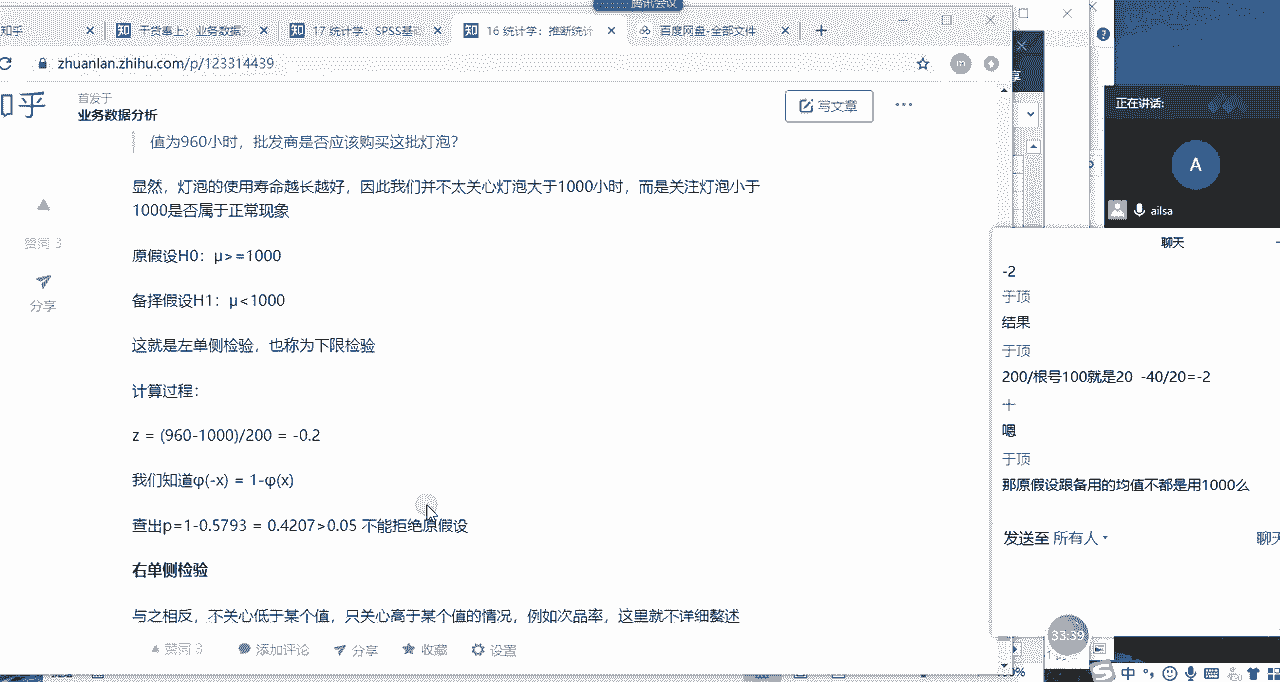 腾讯会议
知乎
干货奉上：业务数据
17 统计学：SPSS基
16 统计学：推断统计
百度网盘-全部文件
zhuanlan.zhihu.com/p/123314439
m
知乎
首发于
业务数据分析
写文章
值为960小时，批发商是否应该购买这批灯泡？
显然，灯泡的使用寿命越长越好，因此我们并不太关心灯泡大于1000小时，而是关注灯泡小于
1000是否属于正常现象
赞同 3
分享
原假设H0：μ>=1000
备择假设H1：μ<1000
这就是左单侧检验，也称为下限检验
计算过程：
z = (960-1000)/200 = -0.2
我们知道φ(-x) = 1-φ(x)
查出p=1-0.5793 = 0.4207>0.05 不能拒绝原假设
右单侧检验
与之相反，不关心低于某个值，只关心高于某个值的情况，例如次品率，这里就不详细赘述
赞同 3
添加评论
分享
收藏
设置
正在讲话:
A
ailsa
聊天
-2
于顶
结果
于顶
200/根号100就是20 -40/20=-2
十
嗯
于顶
那原假设跟备用的均值不都是用1000么
发送至 所有人
聊天
33:39
中